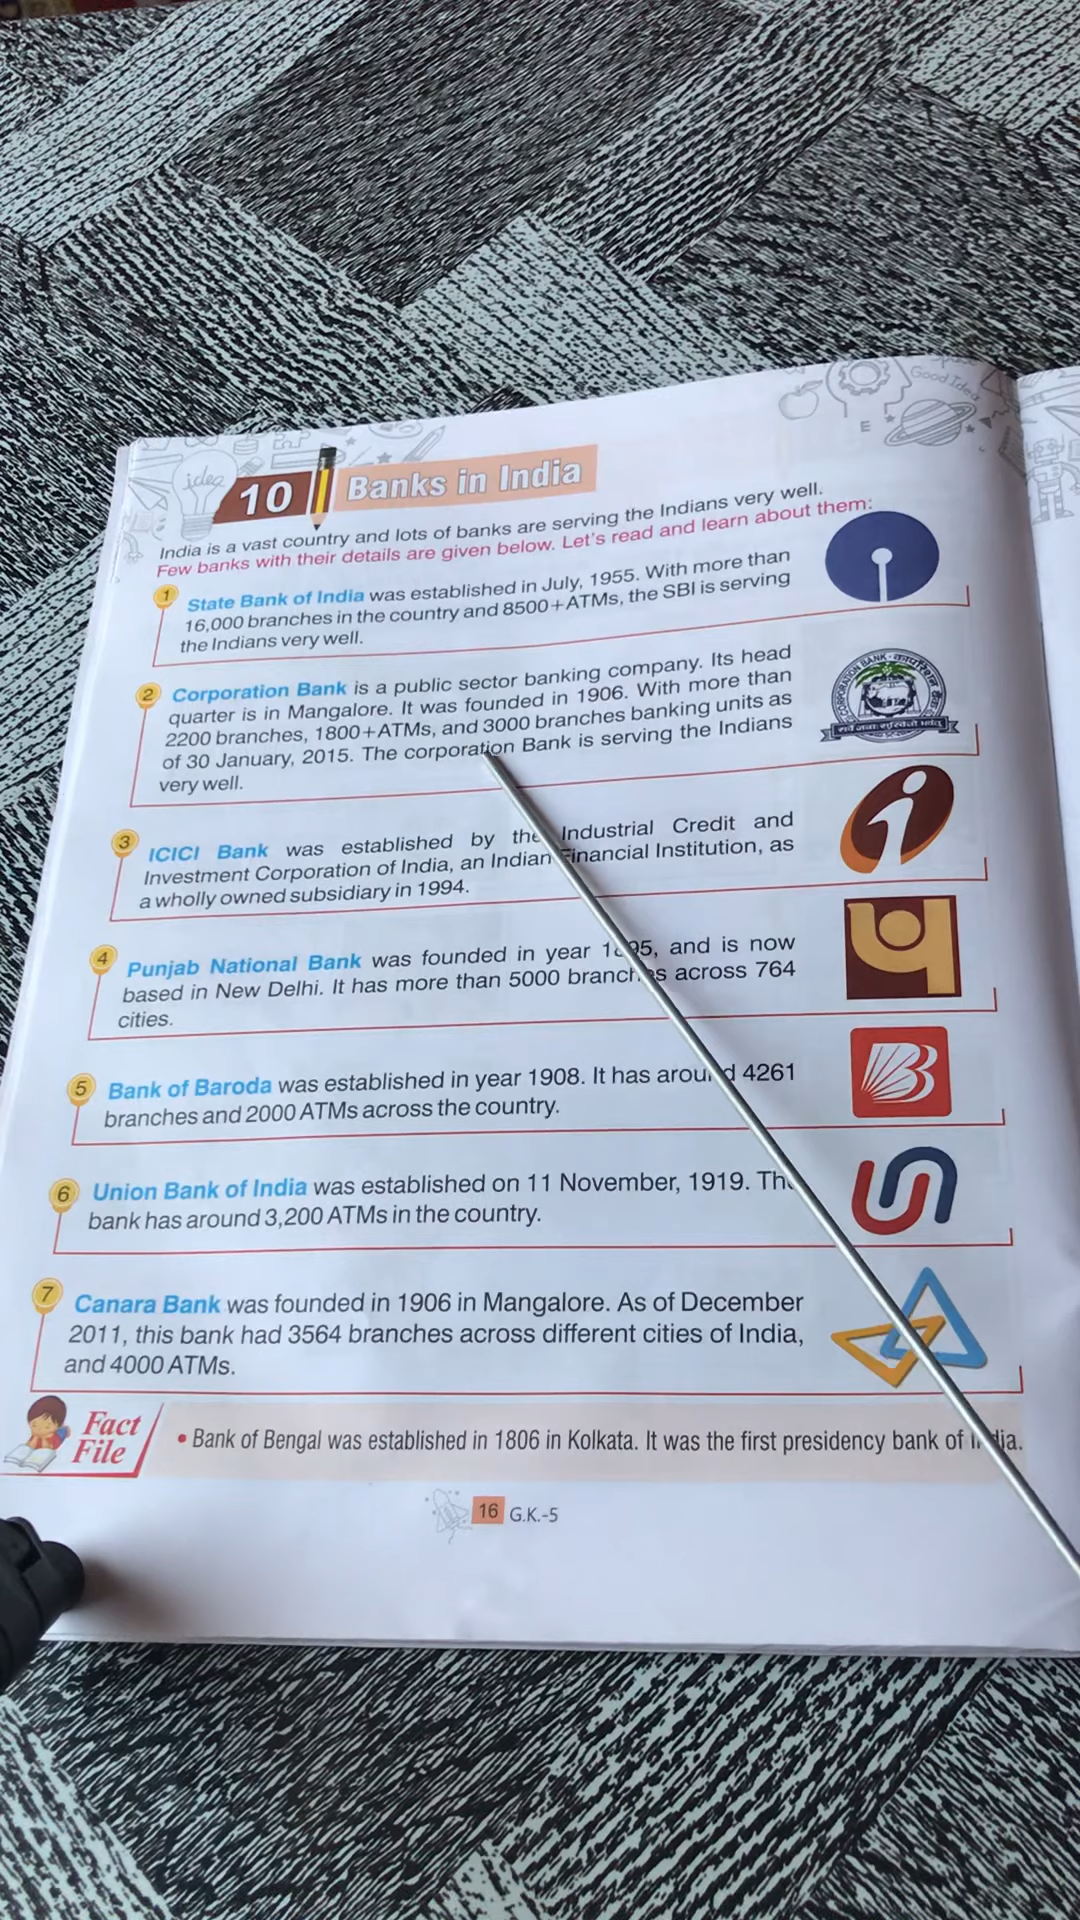 Good Idea
E
idea
10 Banks in India
India is a vast country and lots of banks are serving the Indians very well.
Few banks with their details are given below. Let's read and learn about them:
1 State Bank of India was established in July, 1955. With more than
16,000 branches in the country and 8500+ATMs, the SBI is serving
the Indians very well.
2 Corporation Bank is a public sector banking company. Its head
quarter is in Mangalore. It was founded in 1906. With more than
2200 branches, 1800+ATMs, and 3000 branches banking units as
of 30 January, 2015. The corporation Bank is serving the Indians
very well.
CORPORATION BANK
3 ICICI Bank was established by the Industrial Credit and
Investment Corporation of India, an Indian Financial Institution, as
a wholly owned subsidiary in 1994.
4 Punjab National Bank was founded in year 1895, and is now
based in New Delhi. It has more than 5000 branches across 764
cities.
5 Bank of Baroda was established in year 1908. It has around 4261
branches and 2000 ATMs across the country.
6 Union Bank of India was established on 11 November, 1919. The
bank has around 3,200 ATMs in the country.
7 Canara Bank was founded in 1906 in Mangalore. As of December
2011, this bank had 3564 branches across different cities of India,
and 4000 ATMs.
Fact
File
• Bank of Bengal was established in 1806 in Kolkata. It was the first presidency bank of India.
16 G.K.-5